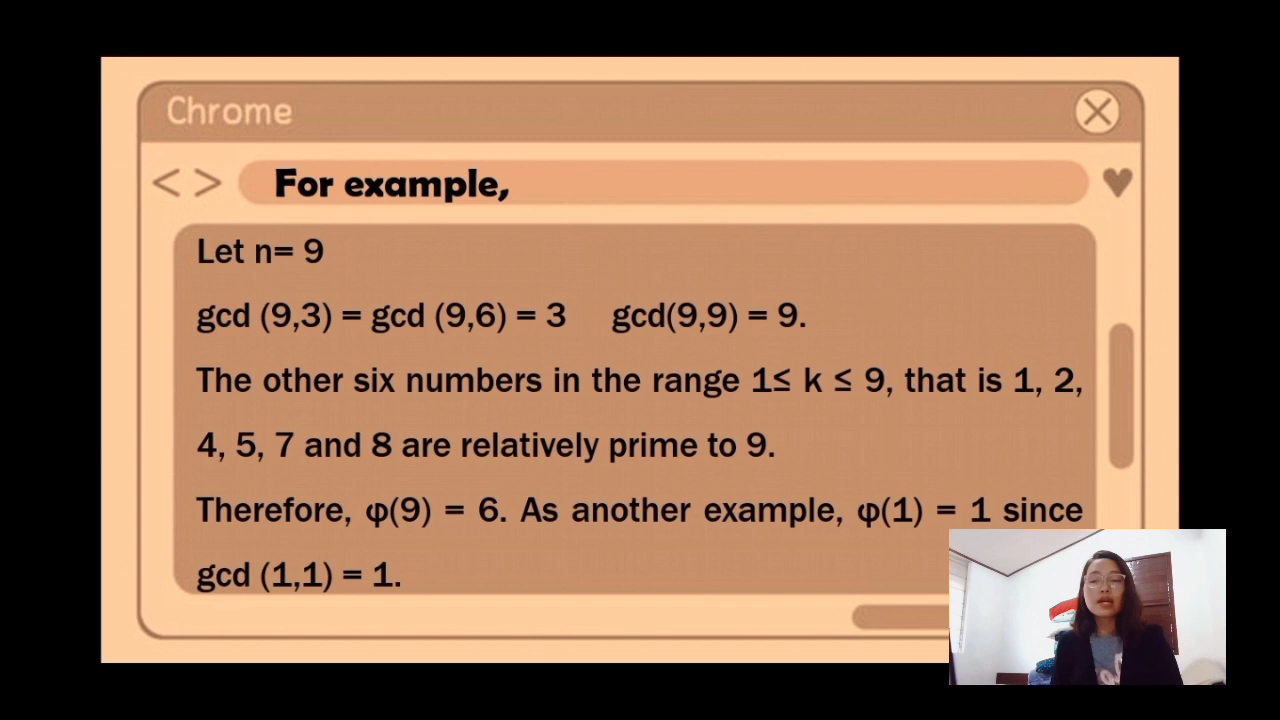 Chrome
< > For example,
Let n= 9
gcd (9,3) = gcd (9,6) = 3 gcd(9,9) = 9.
The other six numbers in the range 1≤ k ≤ 9, that is 1, 2,
4, 5, 7 and 8 are relatively prime to 9.
Therefore, φ(9) = 6. As another example, φ(1) = 1 since
gcd (1,1) = 1.